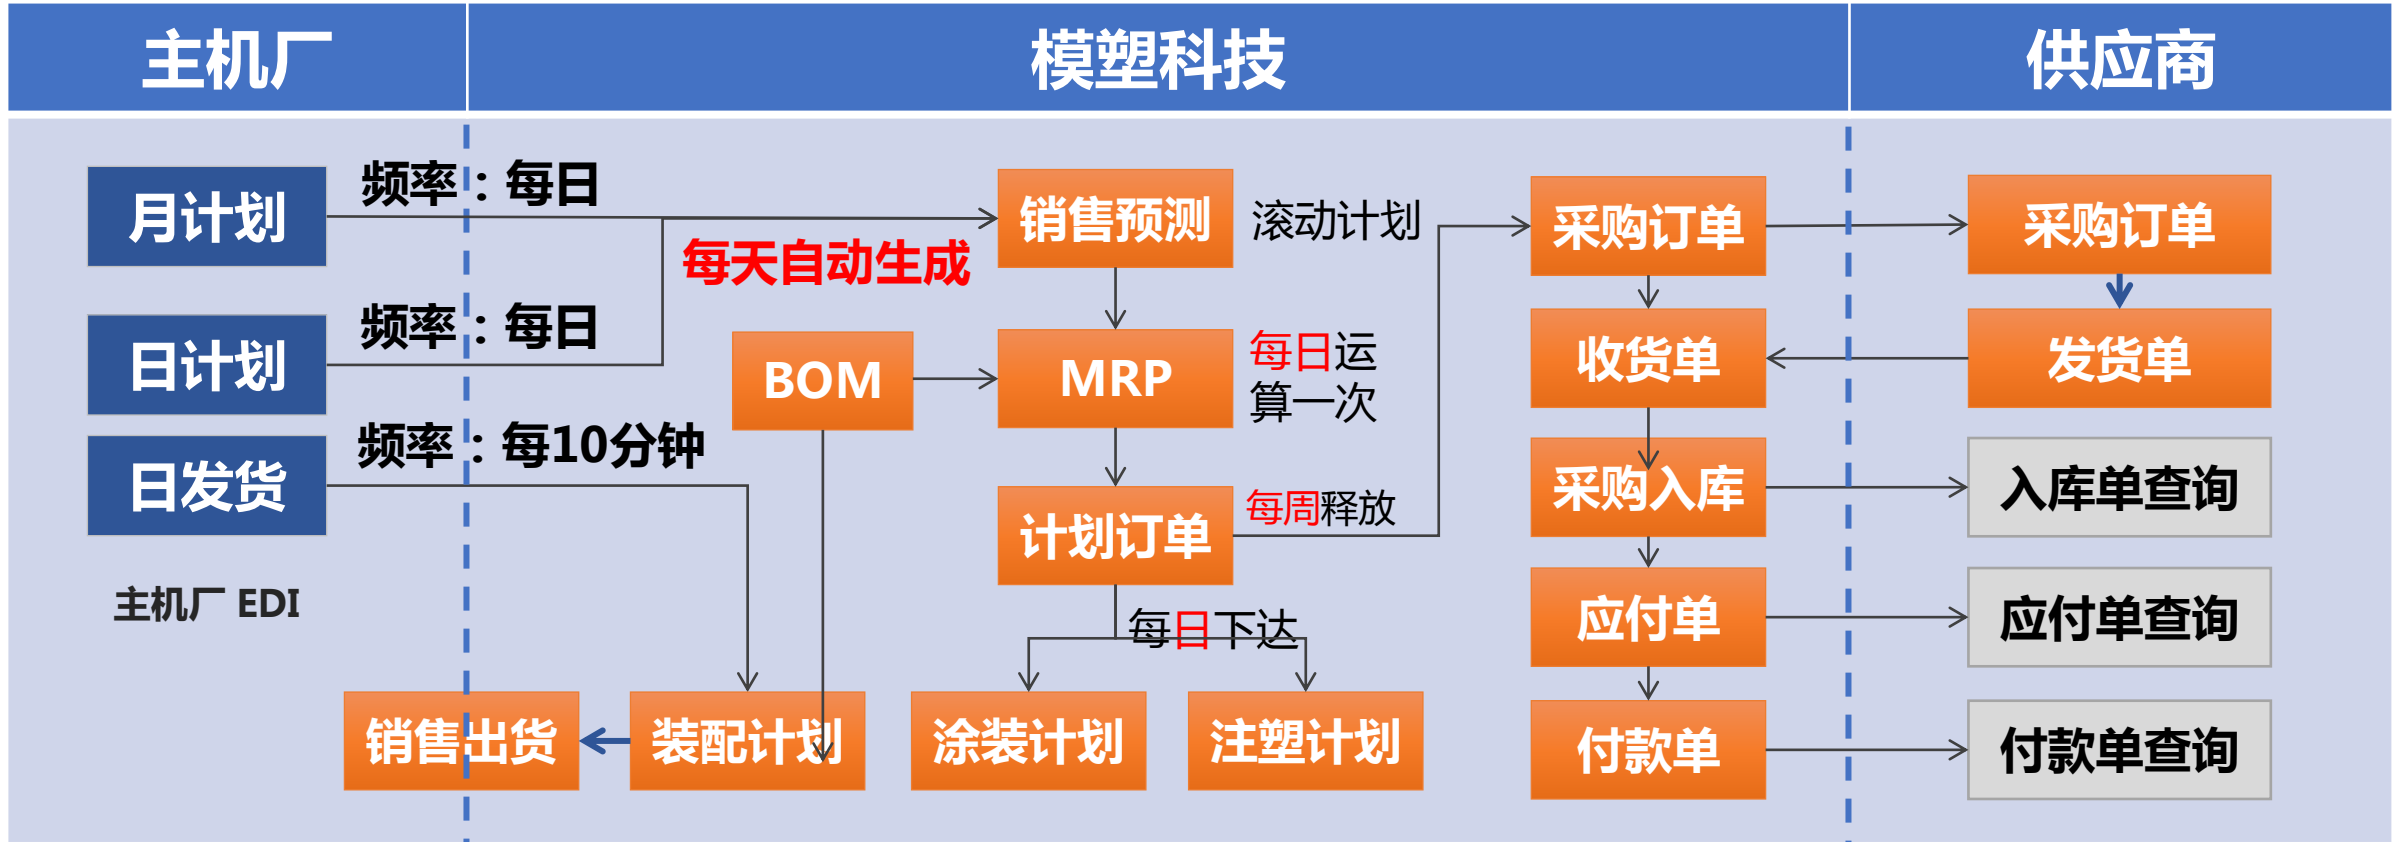 主机厂
模塑科技
供应商
月计划
频率：每日
每天自动生成
销售预测
滚动计划
采购订单
采购订单
日计划
频率：每日
BOM
MRP
每日运
算一次
收货单
发货单
日发货
频率：每10分钟
计划订单
每周释放
采购入库
入库单查询
主机厂 EDI
每日下达
应付单
应付单查询
销售出货
装配计划
涂装计划
注塑计划
付款单
付款单查询